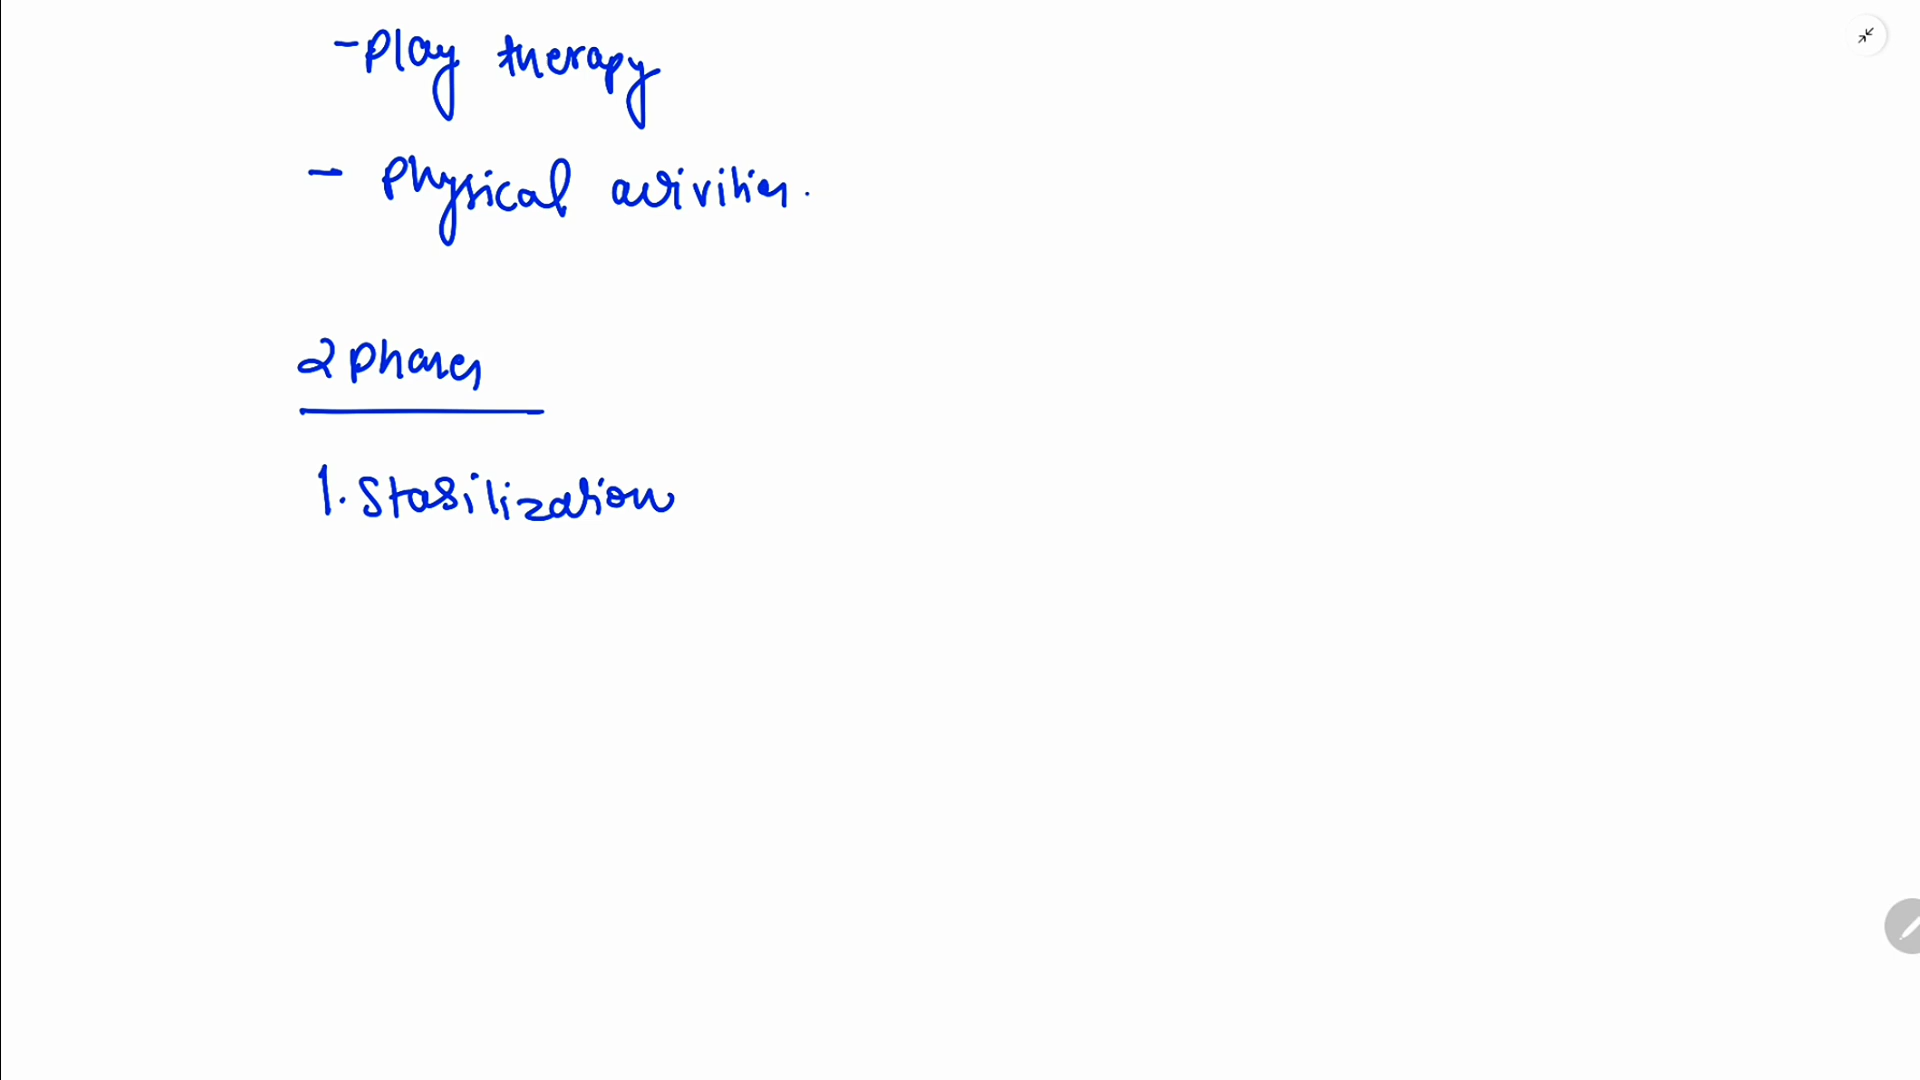 - Play therapy
- Physical activities.
2 phases
1. Stabilization